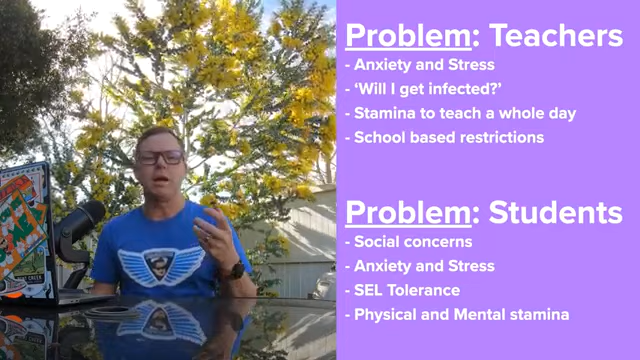 Problem: Teachers
- Anxiety and Stress
- ‘Will I get infected?’
- Stamina to teach a whole day
- School based restrictions
Problem: Students
- Social concerns
- Anxiety and Stress
- SEL Tolerance
- Physical and Mental stamina